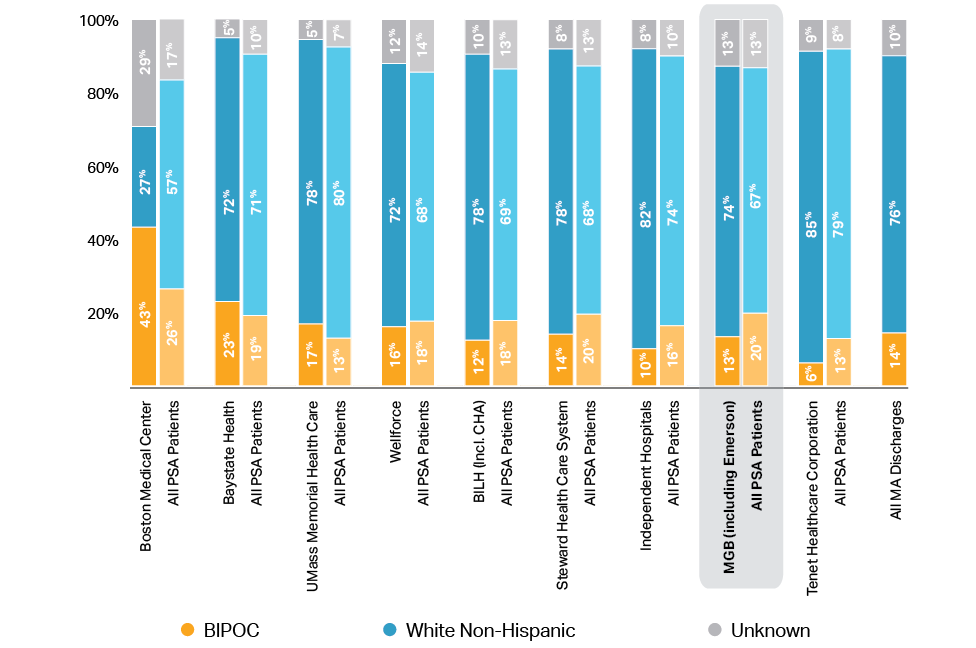 100%
80%
60%
40%
20%
29%
27%
43%
17%
57%
26%
5%
72%
23%
10%
71%
19%
5%
78%
17%
7%
80%
13%
12%
72%
16%
14%
68%
18%
10%
78%
12%
13%
69%
18%
8%
78%
14%
13%
68%
20%
8%
82%
10%
10%
74%
16%
13%
74%
13%
13%
67%
20%
9%
85%
6%
8%
79%
13%
10%
76%
14%
Boston Medical Center
All PSA Patients
Baystate Health
All PSA Patients
UMass Memorial Health Care
All PSA Patients
Wellforce
All PSA Patients
BILH (Incl. CHA)
All PSA Patients
Steward Health Care System
All PSA Patients
Independent Hospitals
All PSA Patients
MGB (including Emerson)
All PSA Patients
Tenet Healthcare Corporation
All PSA Patients
All MA Discharges
BIPOC
White Non-Hispanic
Unknown